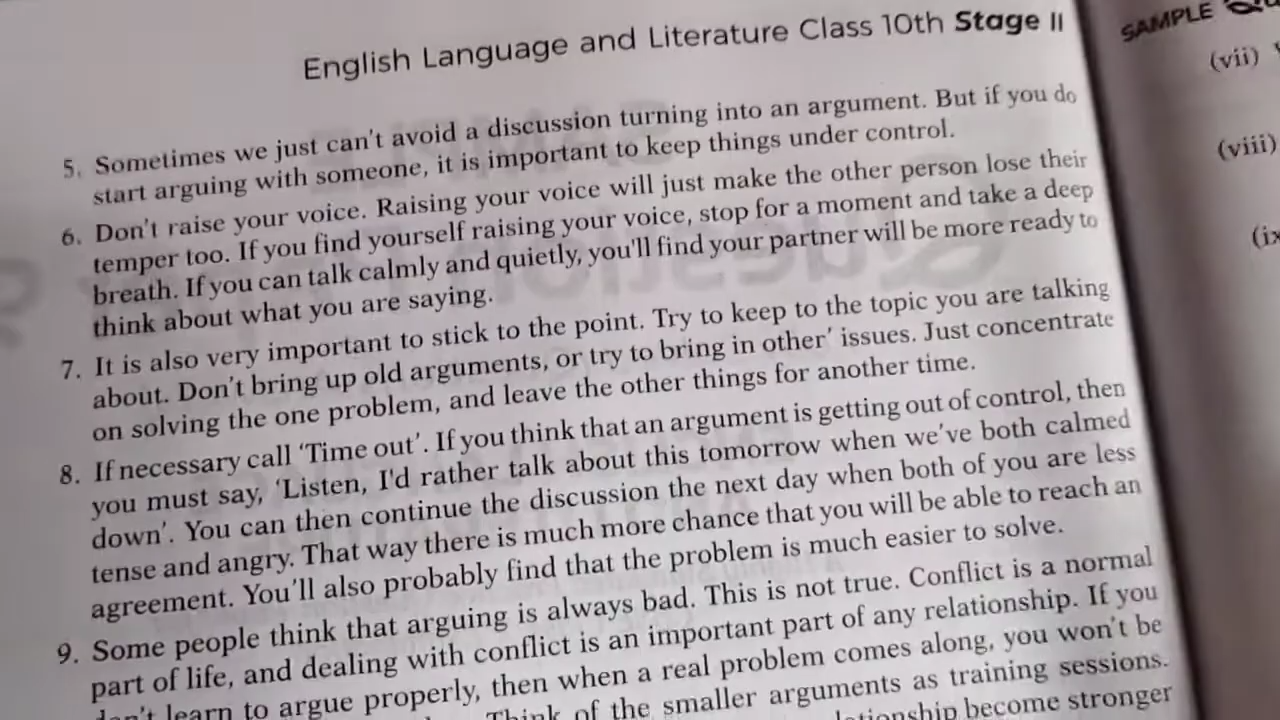 English Language and Literature Class 10th Stage II
5. Sometimes we just can't avoid a discussion turning into an argument. But if you do
start arguing with someone, it is important to keep things under control.
6. Don't raise your voice. Raising your voice will just make the other person lose their
temper too. If you find yourself raising your voice, stop for a moment and take a deep
breath. If you can talk calmly and quietly, you'll find your partner will be more ready to
think about what you are saying.
7. It is also very important to stick to the point. Try to keep to the topic you are talking
about. Don't bring up old arguments, or try to bring in other' issues. Just concentrate
on solving the one problem, and leave the other things for another time.
8. If necessary call 'Time out'. If you think that an argument is getting out of control, then
you must say, 'Listen, I'd rather talk about this tomorrow when we've both calmed
down'. You can then continue the discussion the next day when both of you are less
tense and angry. That way there is much more chance that you will be able to reach an
agreement. You'll also probably find that the problem is much easier to solve.
9. Some people think that arguing is always bad. This is not true. Conflict is a normal
part of life, and dealing with conflict is an important part of any relationship. If you
don't learn to argue properly, then when a real problem comes along, you won't be
Think of the smaller arguments as training sessions.
become stronger
SAMPLE
(vii)
(viii)
(ix